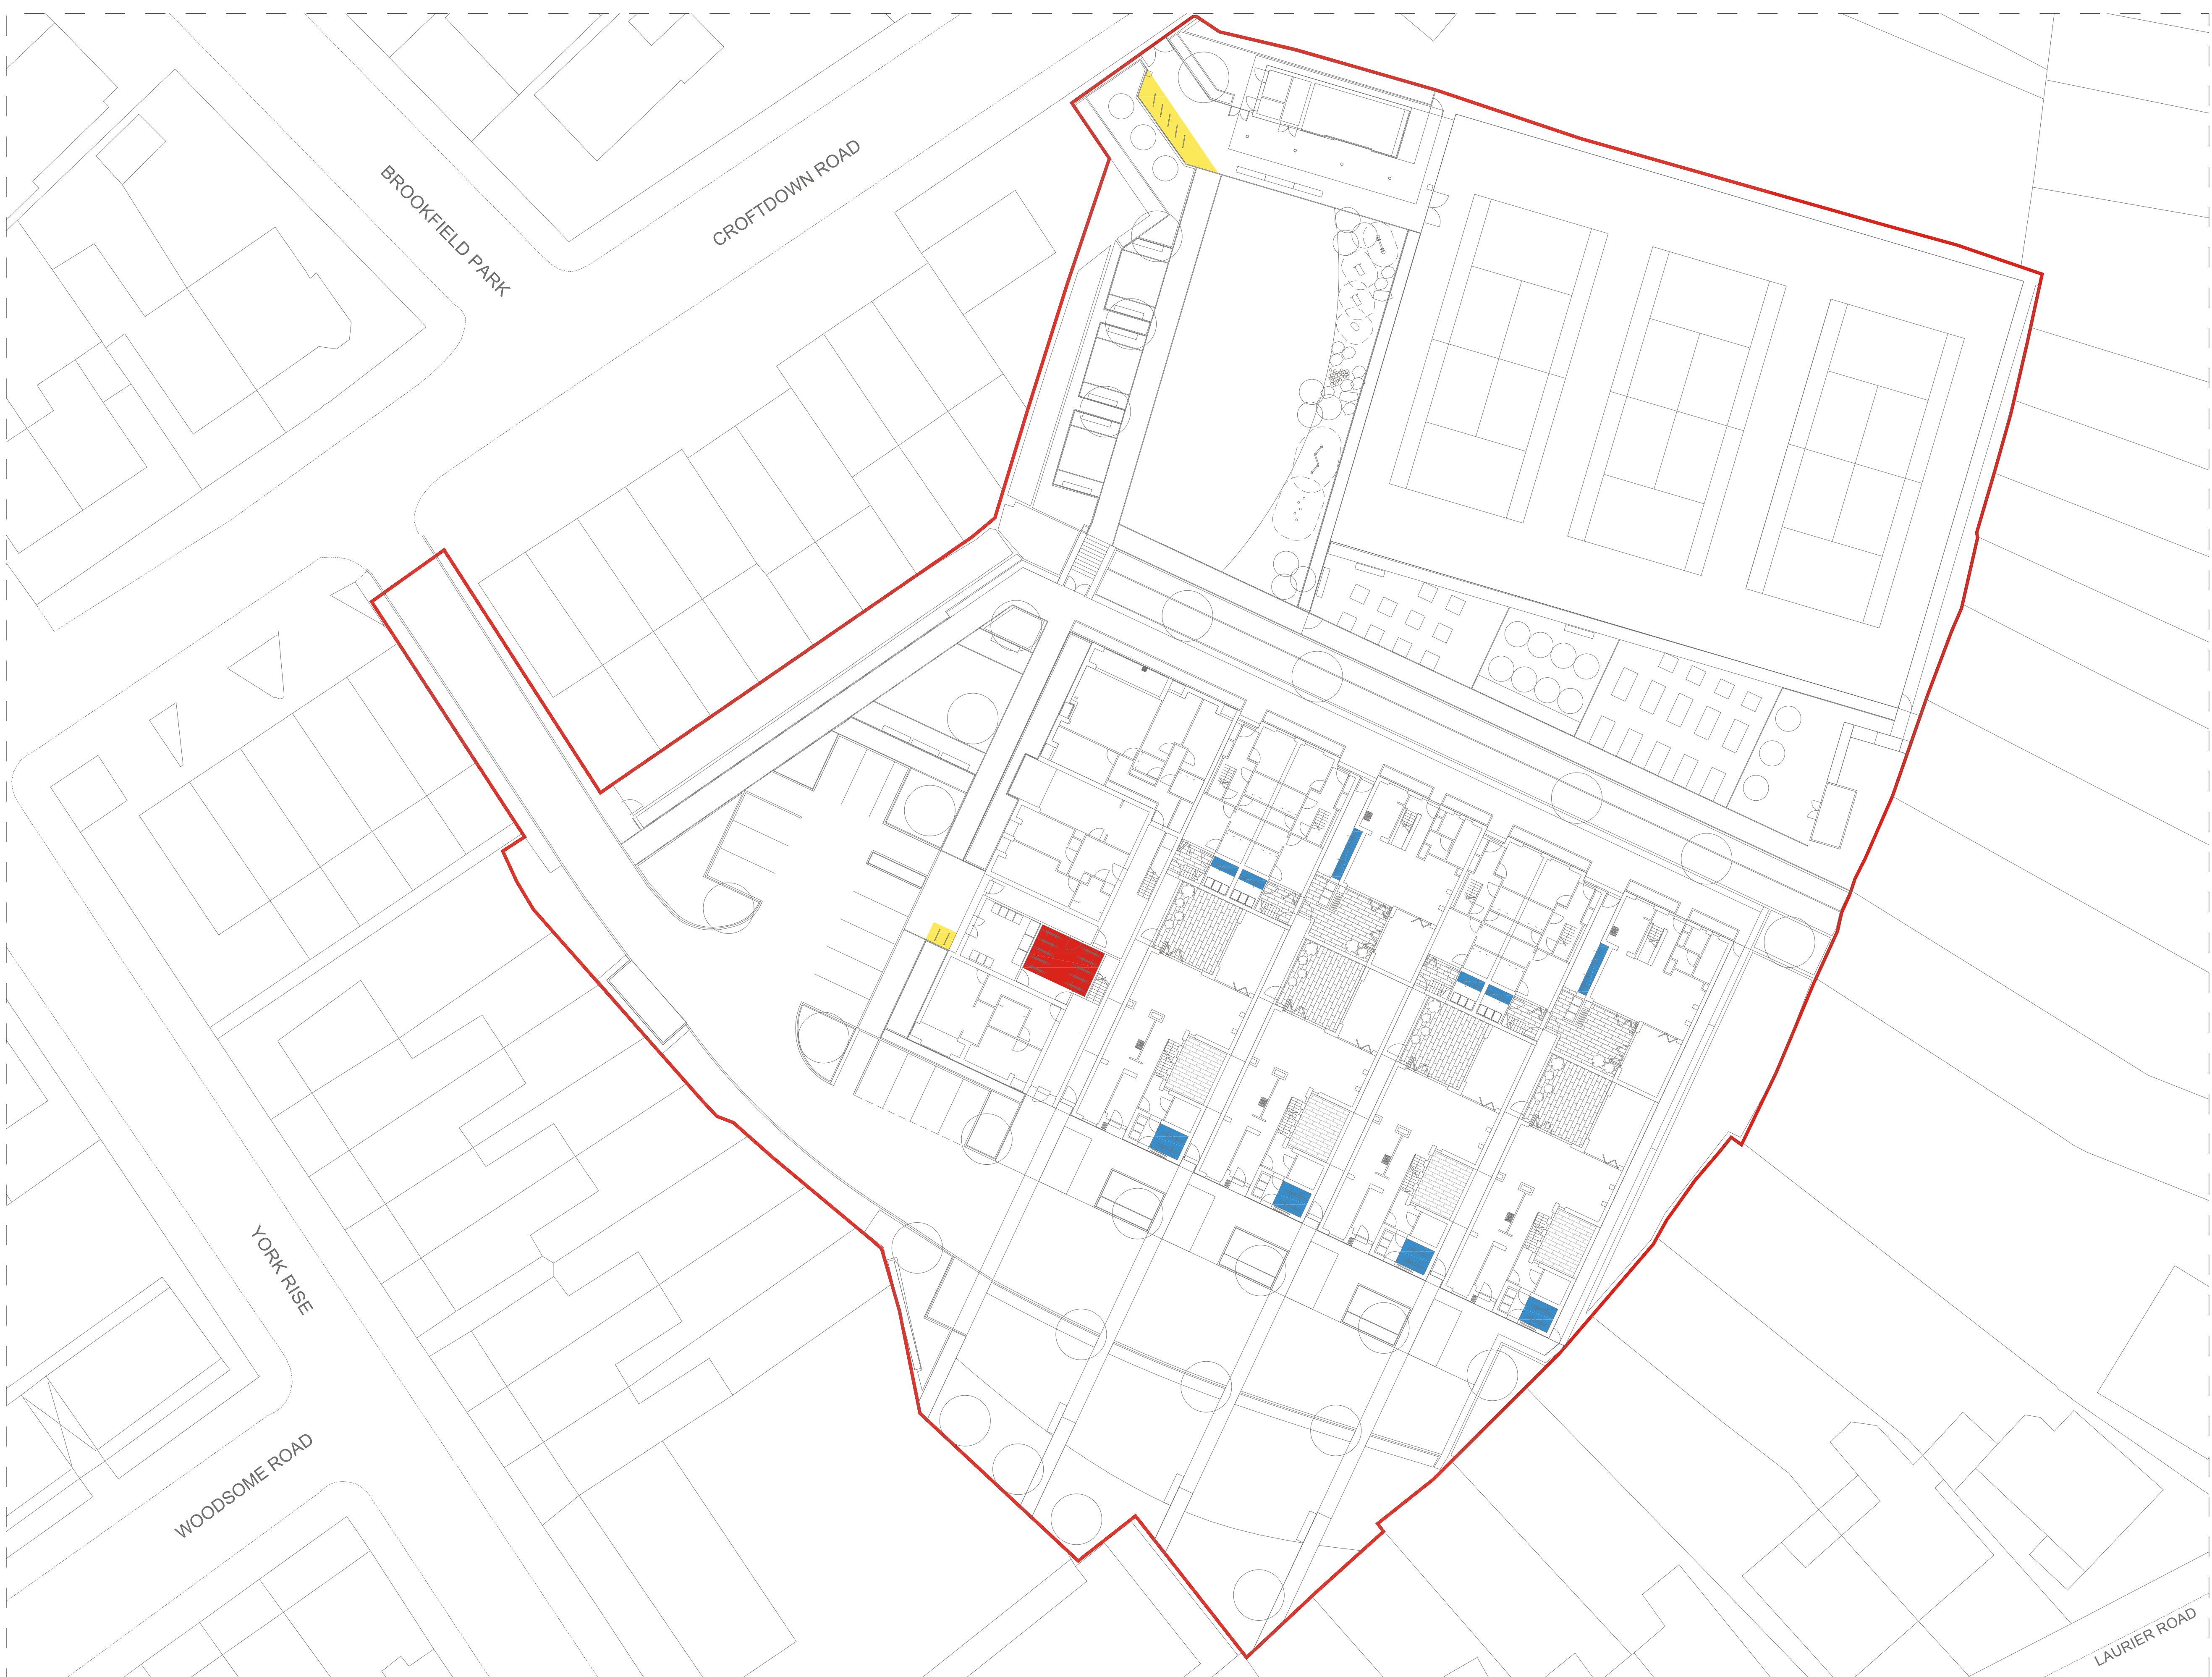 CROFTDOWN ROAD
BROOKFIELD PARK
YORK RISE
WOODSOME ROAD
LAURIER ROAD